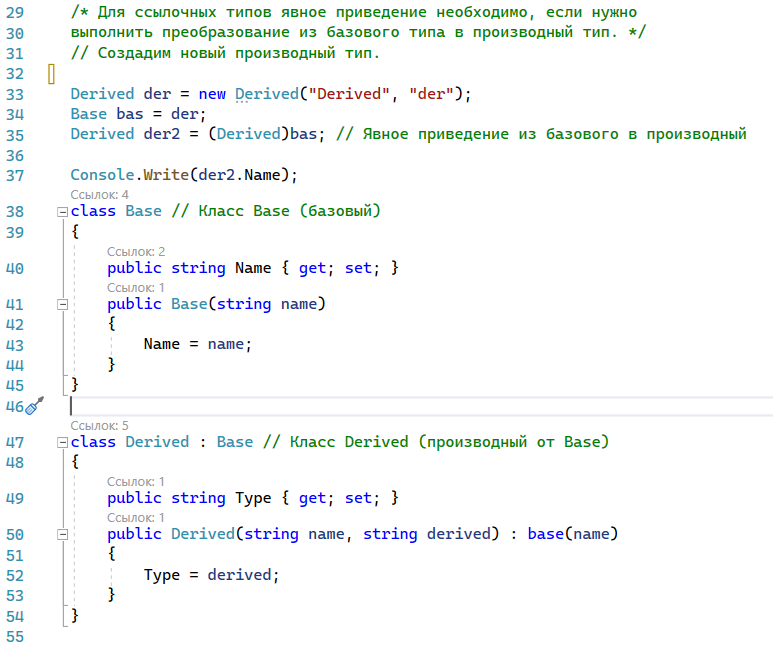 29 /* Для ссылочных типов явное приведение необходимо, если нужно
30 выполнить преобразование из базового типа в производный тип. */
31 // Создадим новый производный тип.
32
33 Derived der = new Derived("Derived", "der");
34 Base bas = der;
35 Derived der2 = (Derived)bas; // Явное приведение из базового в производный
36
37 Console.Write(der2.Name);
Ссылок: 4
38 class Base // Класс Base (базовый)
39 {
Ссылок: 2
40 public string Name { get; set; }
Ссылок: 1
41 public Base(string name)
42 {
43 Name = name;
44 }
45 }
46
Ссылок: 5
47 class Derived : Base // Класс Derived (производный от Base)
48 {
Ссылок: 1
49 public string Type { get; set; }
Ссылок: 1
50 public Derived(string name, string derived) : base(name)
51 {
52 Type = derived;
53 }
54 }
55